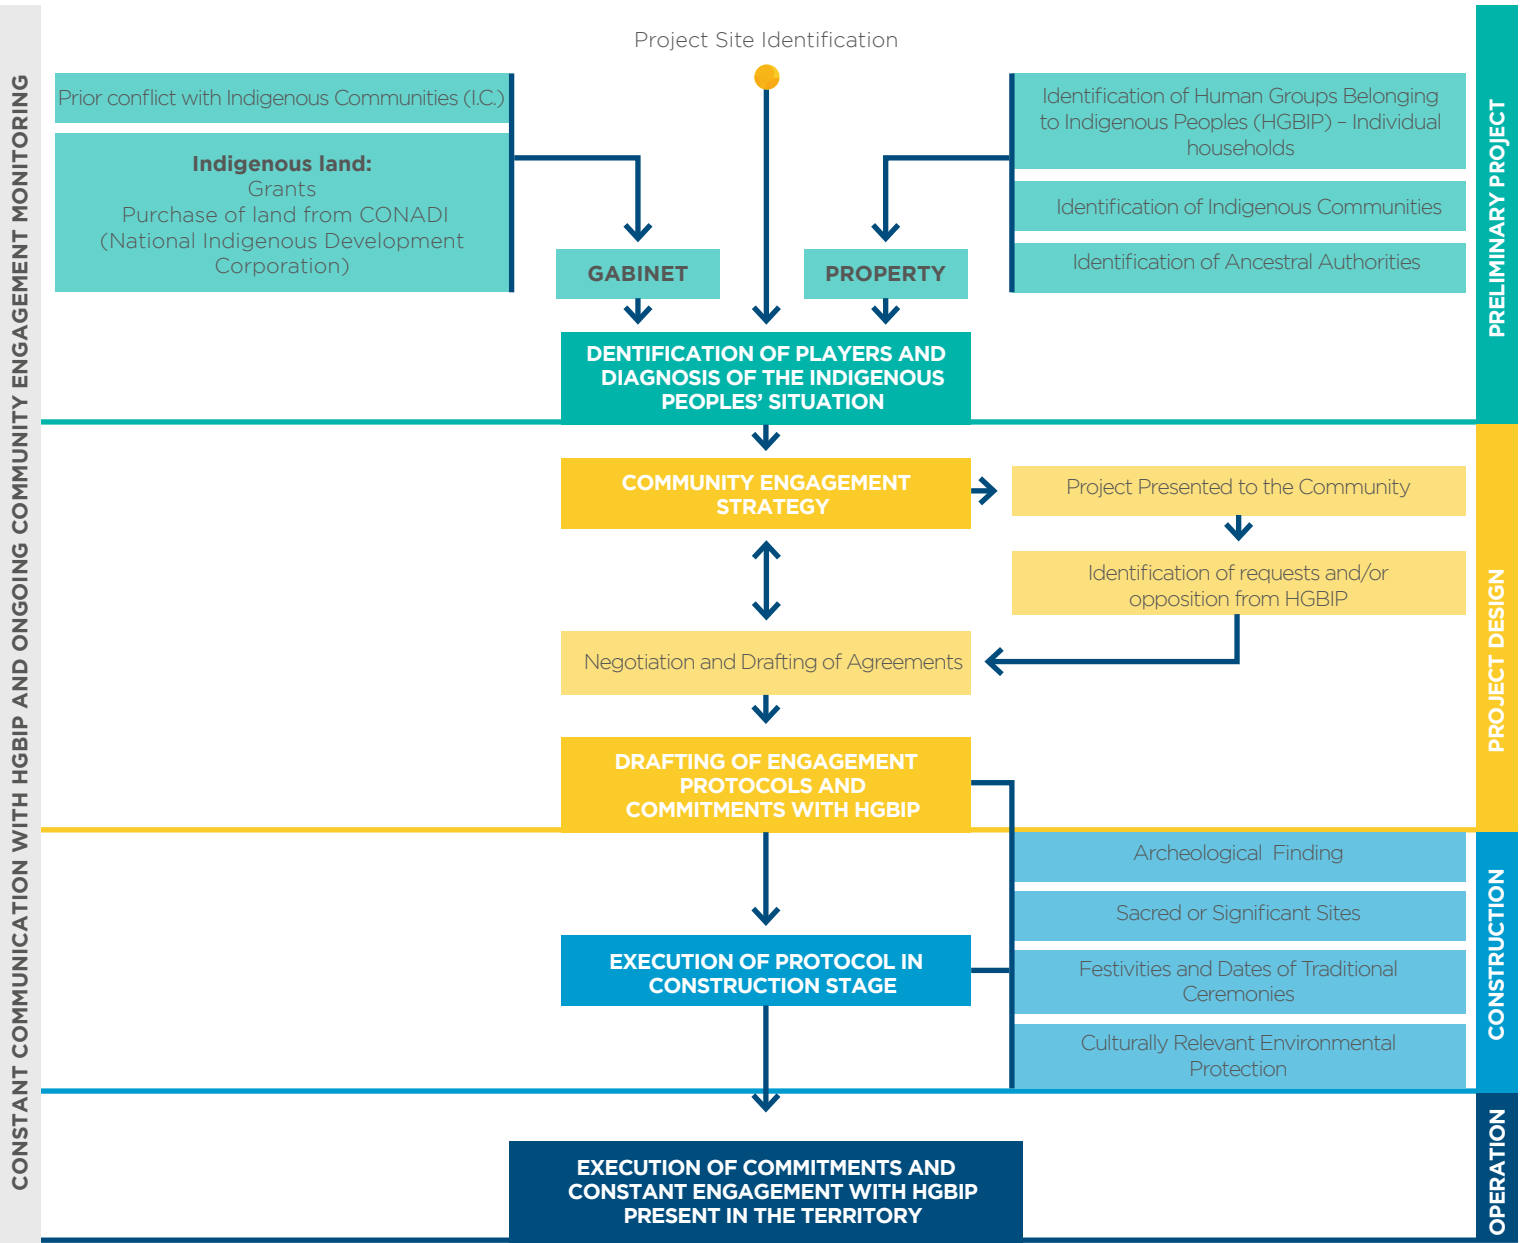 CONSTANT COMMUNICATION WITH HGBIP AND ONGOING COMMUNITY ENGAGEMENT MONITORING
Project Site Identification
Prior conflict with Indigenous Communities (I.C.)
Indigenous land:
Grants
Purchase of land from CONADI
(National Indigenous Development
Corporation)
GABINET
PROPERTY
Identification of Human Groups Belonging
to Indigenous Peoples (HGBIP) – Individual
households
Identification of Indigenous Communities
Identification of Ancestral Authorities
PRELIMINARY PROJECT
DENTIFICATION OF PLAYERS AND
DIAGNOSIS OF THE INDIGENOUS
PEOPLES’ SITUATION
COMMUNITY ENGAGEMENT
STRATEGY
Project Presented to the Community
Identification of requests and/or
opposition from HGBIP
Negotiation and Drafting of Agreements
PROJECT DESIGN
DRAFTING OF ENGAGEMENT
PROTOCOLS AND
COMMITMENTS WITH HGBIP
Archeological Finding
Sacred or Significant Sites
Festivities and Dates of Traditional
Ceremonies
Culturally Relevant Environmental
Protection
EXECUTION OF PROTOCOL IN
CONSTRUCTION STAGE
CONSTRUCTION
EXECUTION OF COMMITMENTS AND
CONSTANT ENGAGEMENT WITH HGBIP
PRESENT IN THE TERRITORY
OPERATION